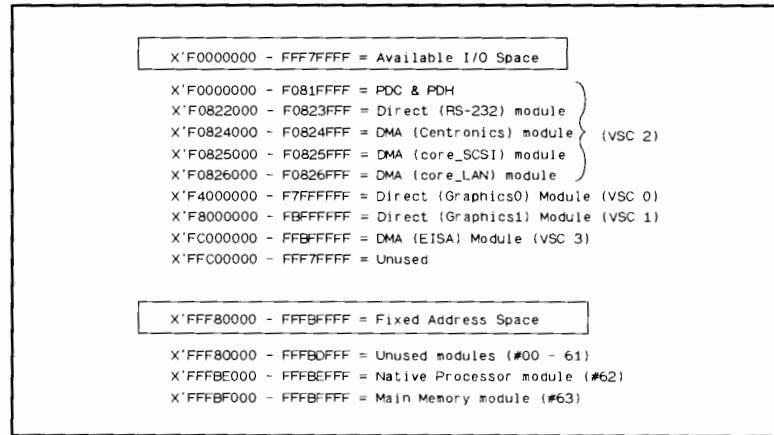 X'F0000000 - FFF7FFFF = Available I/O Space
X'F0000000 - F081FFFF = PDC & PDH
X'F0822000 - F0823FFF = Direct (RS-232) module
X'F0824000 - F0824FFF = DMA (Centronics) module
(VSC 2)
X'F0825000 - F0825FFF = DMA (core_SCSI) module
X'F0826000 - F0826FFF = DMA (core_LAN) module
X'F4000000 - F7FFFFFF = Direct (Graphics0) Module (VSC 0)
X'F8000000 - FBFFFFFF = Direct (Graphics1) Module (VSC 1)
X'FC000000 - FFBFFFFF = DMA (EISA) Module (VSC 3)
X'FFC00000 - FFF7FFFF = Unused
X'FFF80000 - FFFBFFFF = Fixed Address Space
X'FFF80000 - FFFBDFFF = Unused modules (#00 - 61)
X'FFFBE000 - FFFBEFFF = Native Processor module (#62)
X'FFFBF000 - FFFBFFFF = Main Memory module (#63)